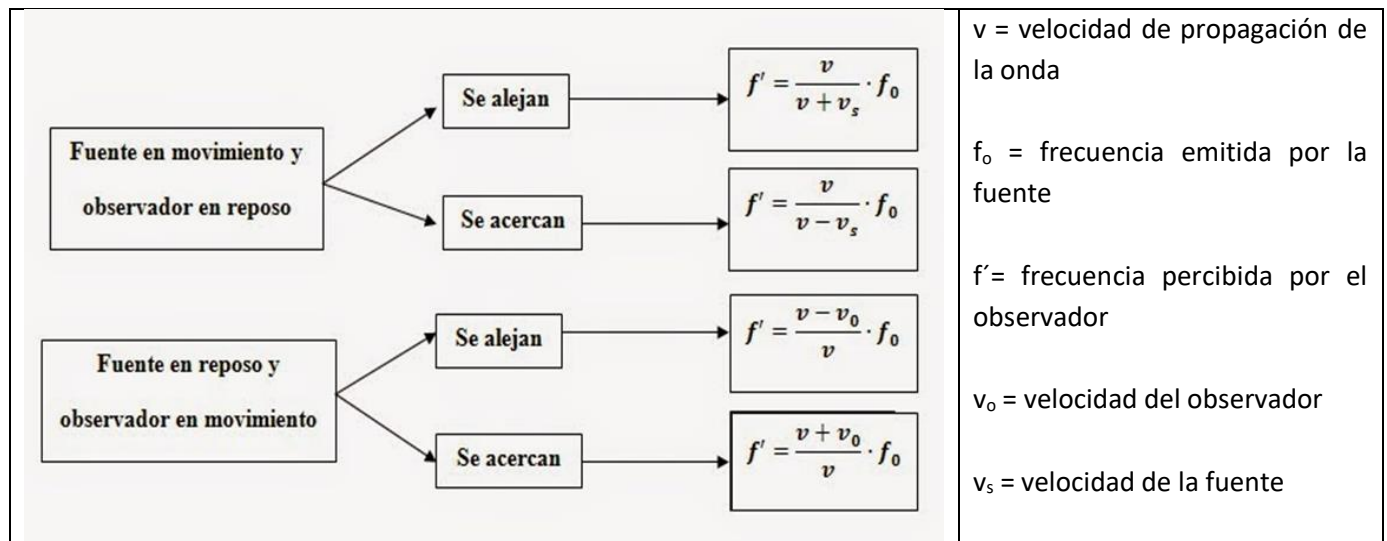 Fuente en movimiento y
observador en reposo
Se alejan
f' = v / (v + vₛ) · f₀
Se acercan
f' = v / (v − vₛ) · f₀
Fuente en reposo y
observador en movimiento
Se alejan
f' = (v − v₀) / v · f₀
Se acercan
f' = (v + v₀) / v · f₀
v = velocidad de propagación de
la onda
fₒ = frecuencia emitida por la
fuente
f´= frecuencia percibida por el
observador
vₒ = velocidad del observador
vₛ = velocidad de la fuente